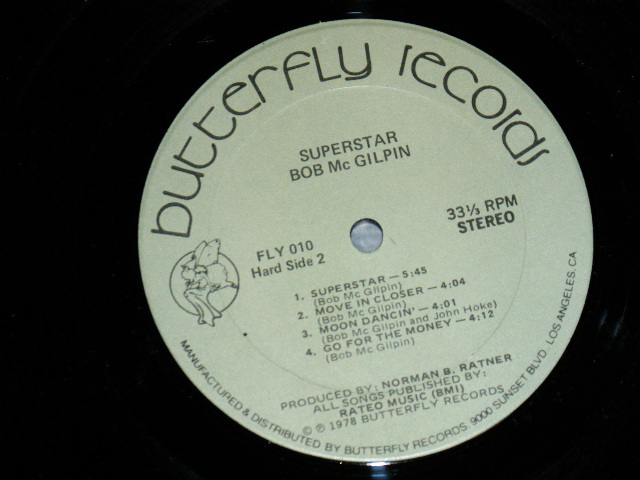 butterfly records
SUPERSTAR
BOB Mc GILPIN
33⅓ RPM
STEREO
FLY 010
Hard Side 2
1. SUPERSTAR — 5:45
(Bob Mc Gilpin)
2. MOVE IN CLOSER — 4:04
(Bob Mc Gilpin)
3. MOON DANCIN' — 4:01
(Bob Mc Gilpin and John Hoke)
4. GO FOR THE MONEY — 4:12
(Bob Mc Gilpin)
PRODUCED BY: NORMAN B. RATNER
ALL SONGS PUBLISHED BY:
RATEO MUSIC (BMI)
© ℗ 1978 BUTTERFLY RECORDS
MANUFACTURED & DISTRIBUTED BY BUTTERFLY RECORDS 9000 SUNSET BLVD. LOS ANGELES, CA